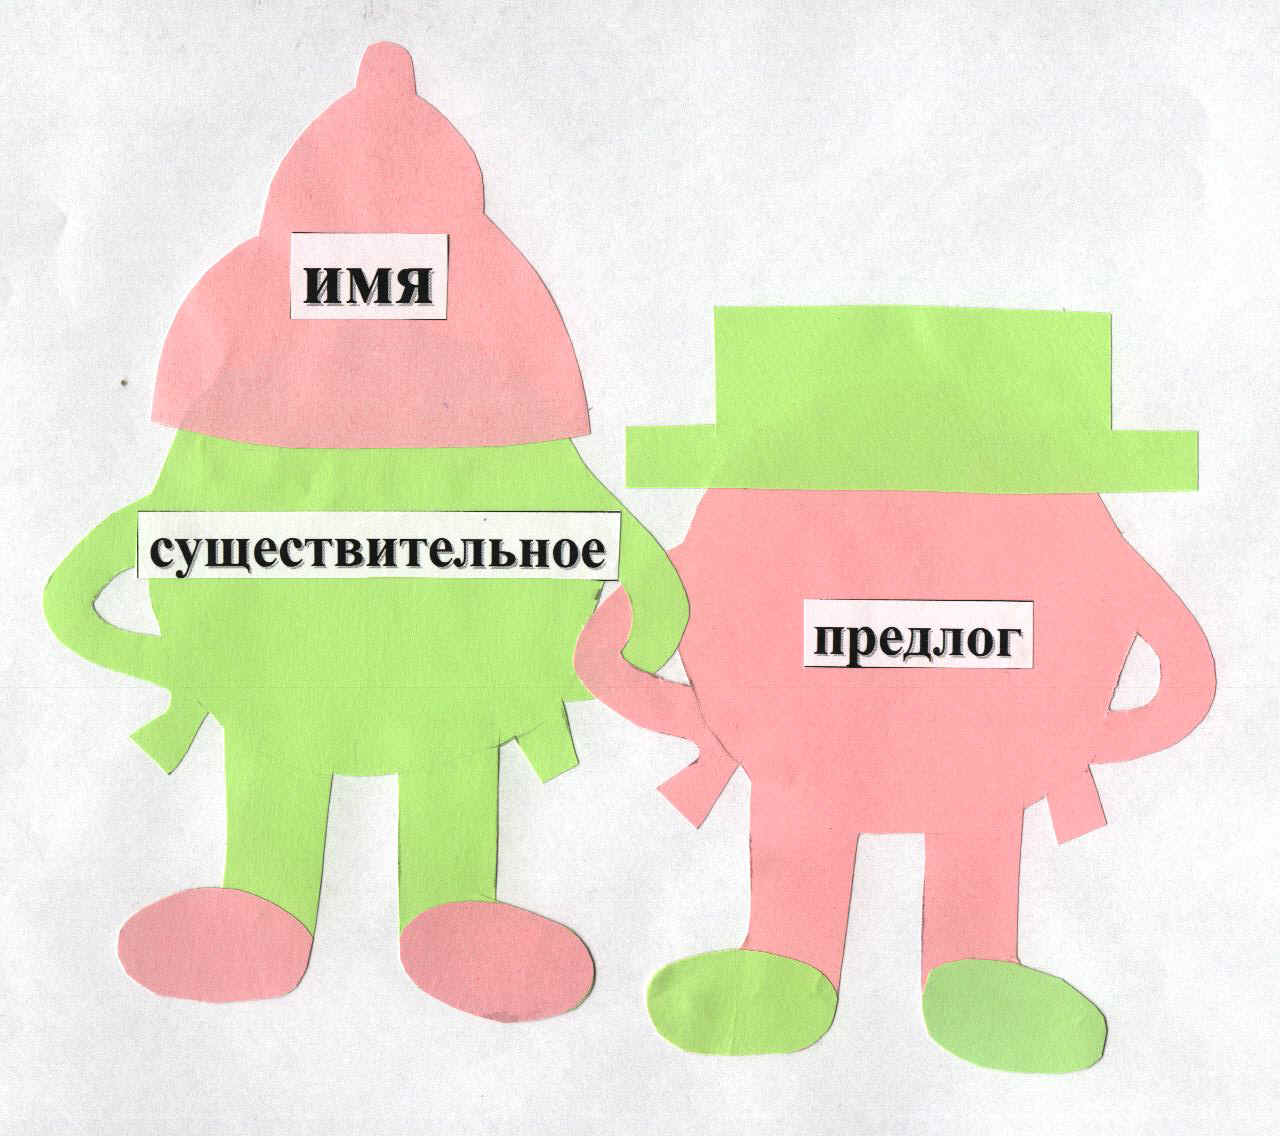 имя
существительное
предлог